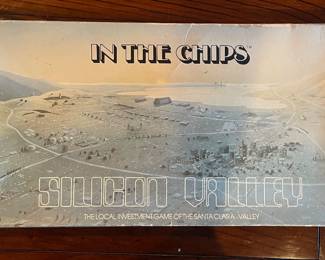 IN THE CHIPS
SILICON VALLEY
THE LOCAL INVESTMENT GAME OF THE SANTA CLARA VALLEY